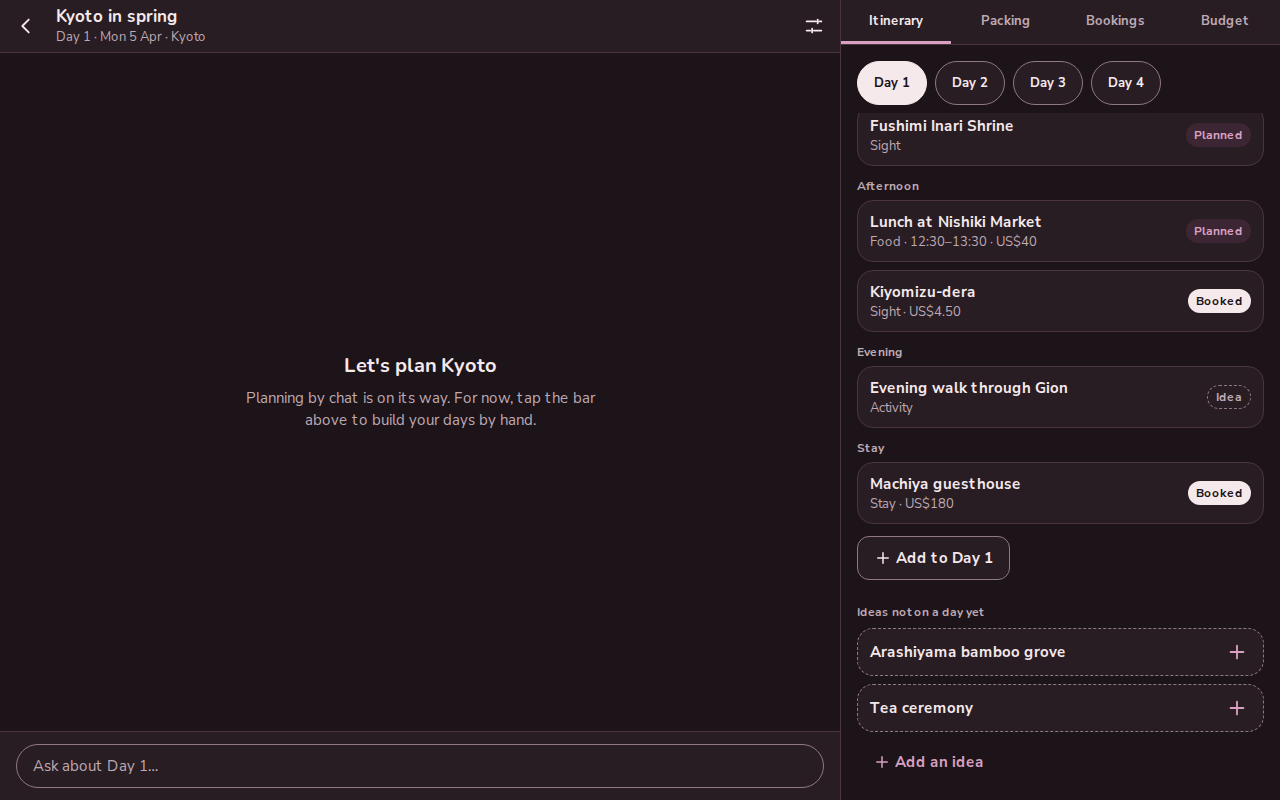 Kyoto in spring
Day 1 · Mon 5 Apr · Kyoto
Let's plan Kyoto
Planning by chat is on its way. For now, tap the bar
above to build your days by hand.
Ask about Day 1...
Itinerary
Packing
Bookings
Budget
Day 1
Day 2
Day 3
Day 4
Fushimi Inari Shrine
Sight
Planned
Afternoon
Lunch at Nishiki Market
Food · 12:30–13:30 · US$40
Planned
Kiyomizu-dera
Sight · US$4.50
Booked
Evening
Evening walk through Gion
Activity
Idea
Stay
Machiya guesthouse
Stay · US$180
Booked
Add to Day 1
Ideas not on a day yet
Arashiyama bamboo grove
Tea ceremony
Add an idea